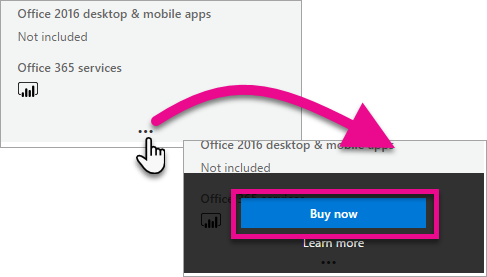 Office 2016 desktop & mobile apps
Not included
Office 365 services
...
Office 2016 desktop & mobile apps
Not included
Office 365 services
Buy now
Learn more
...